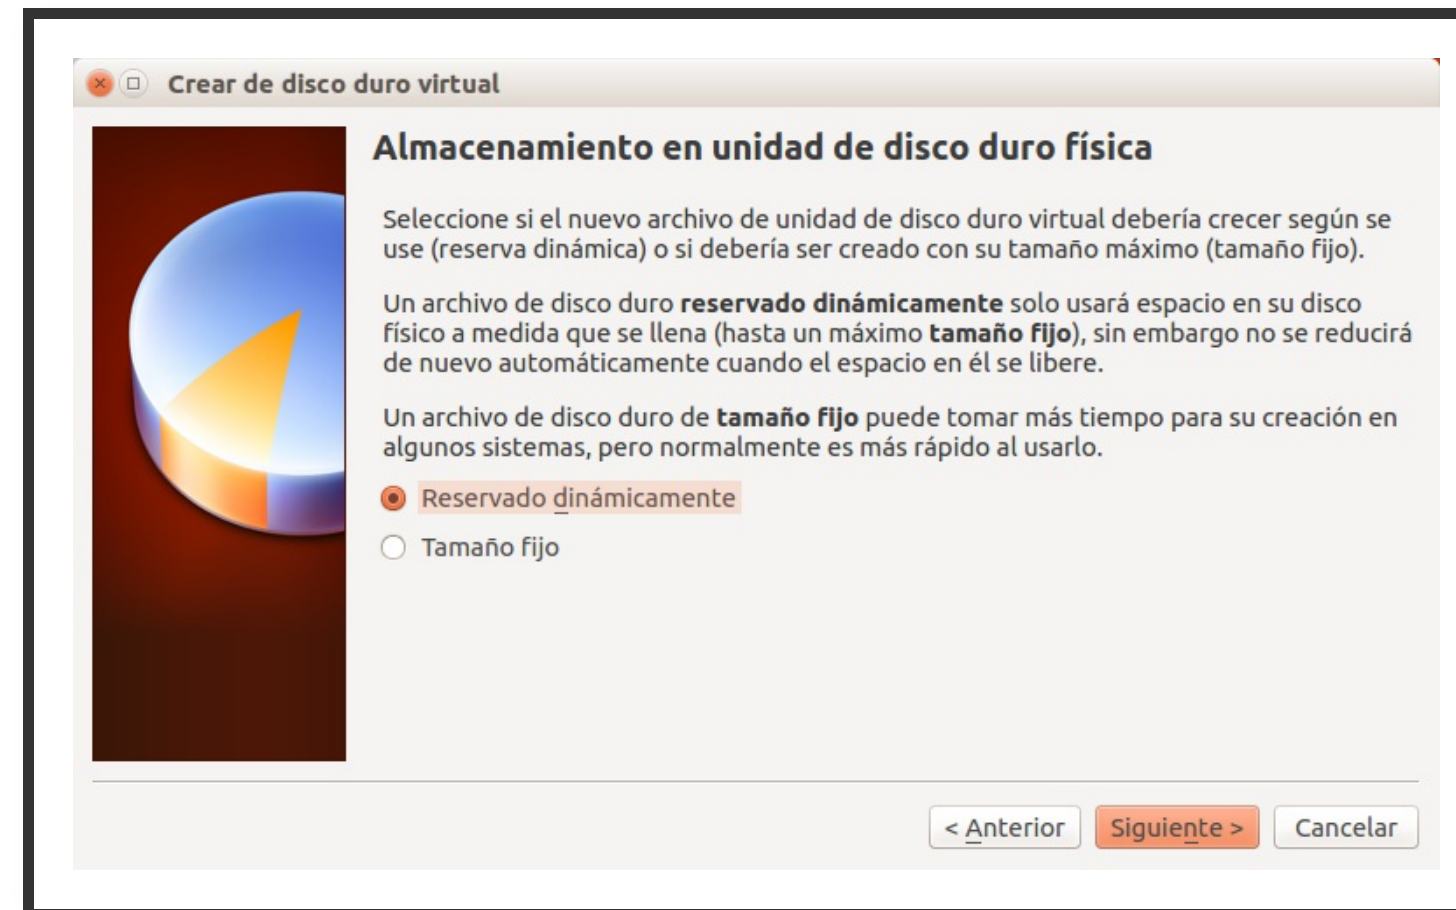 Crear de disco duro virtual
Almacenamiento en unidad de disco duro física
Seleccione si el nuevo archivo de unidad de disco duro virtual debería crecer según se
use (reserva dinámica) o si debería ser creado con su tamaño máximo (tamaño fijo).
Un archivo de disco duro reservado dinámicamente solo usará espacio en su disco
físico a medida que se llena (hasta un máximo tamaño fijo), sin embargo no se reducirá
de nuevo automáticamente cuando el espacio en él se libere.
Un archivo de disco duro de tamaño fijo puede tomar más tiempo para su creación en
algunos sistemas, pero normalmente es más rápido al usarlo.
Reservado dinámicamente
Tamaño fijo
< Anterior Siguiente > Cancelar